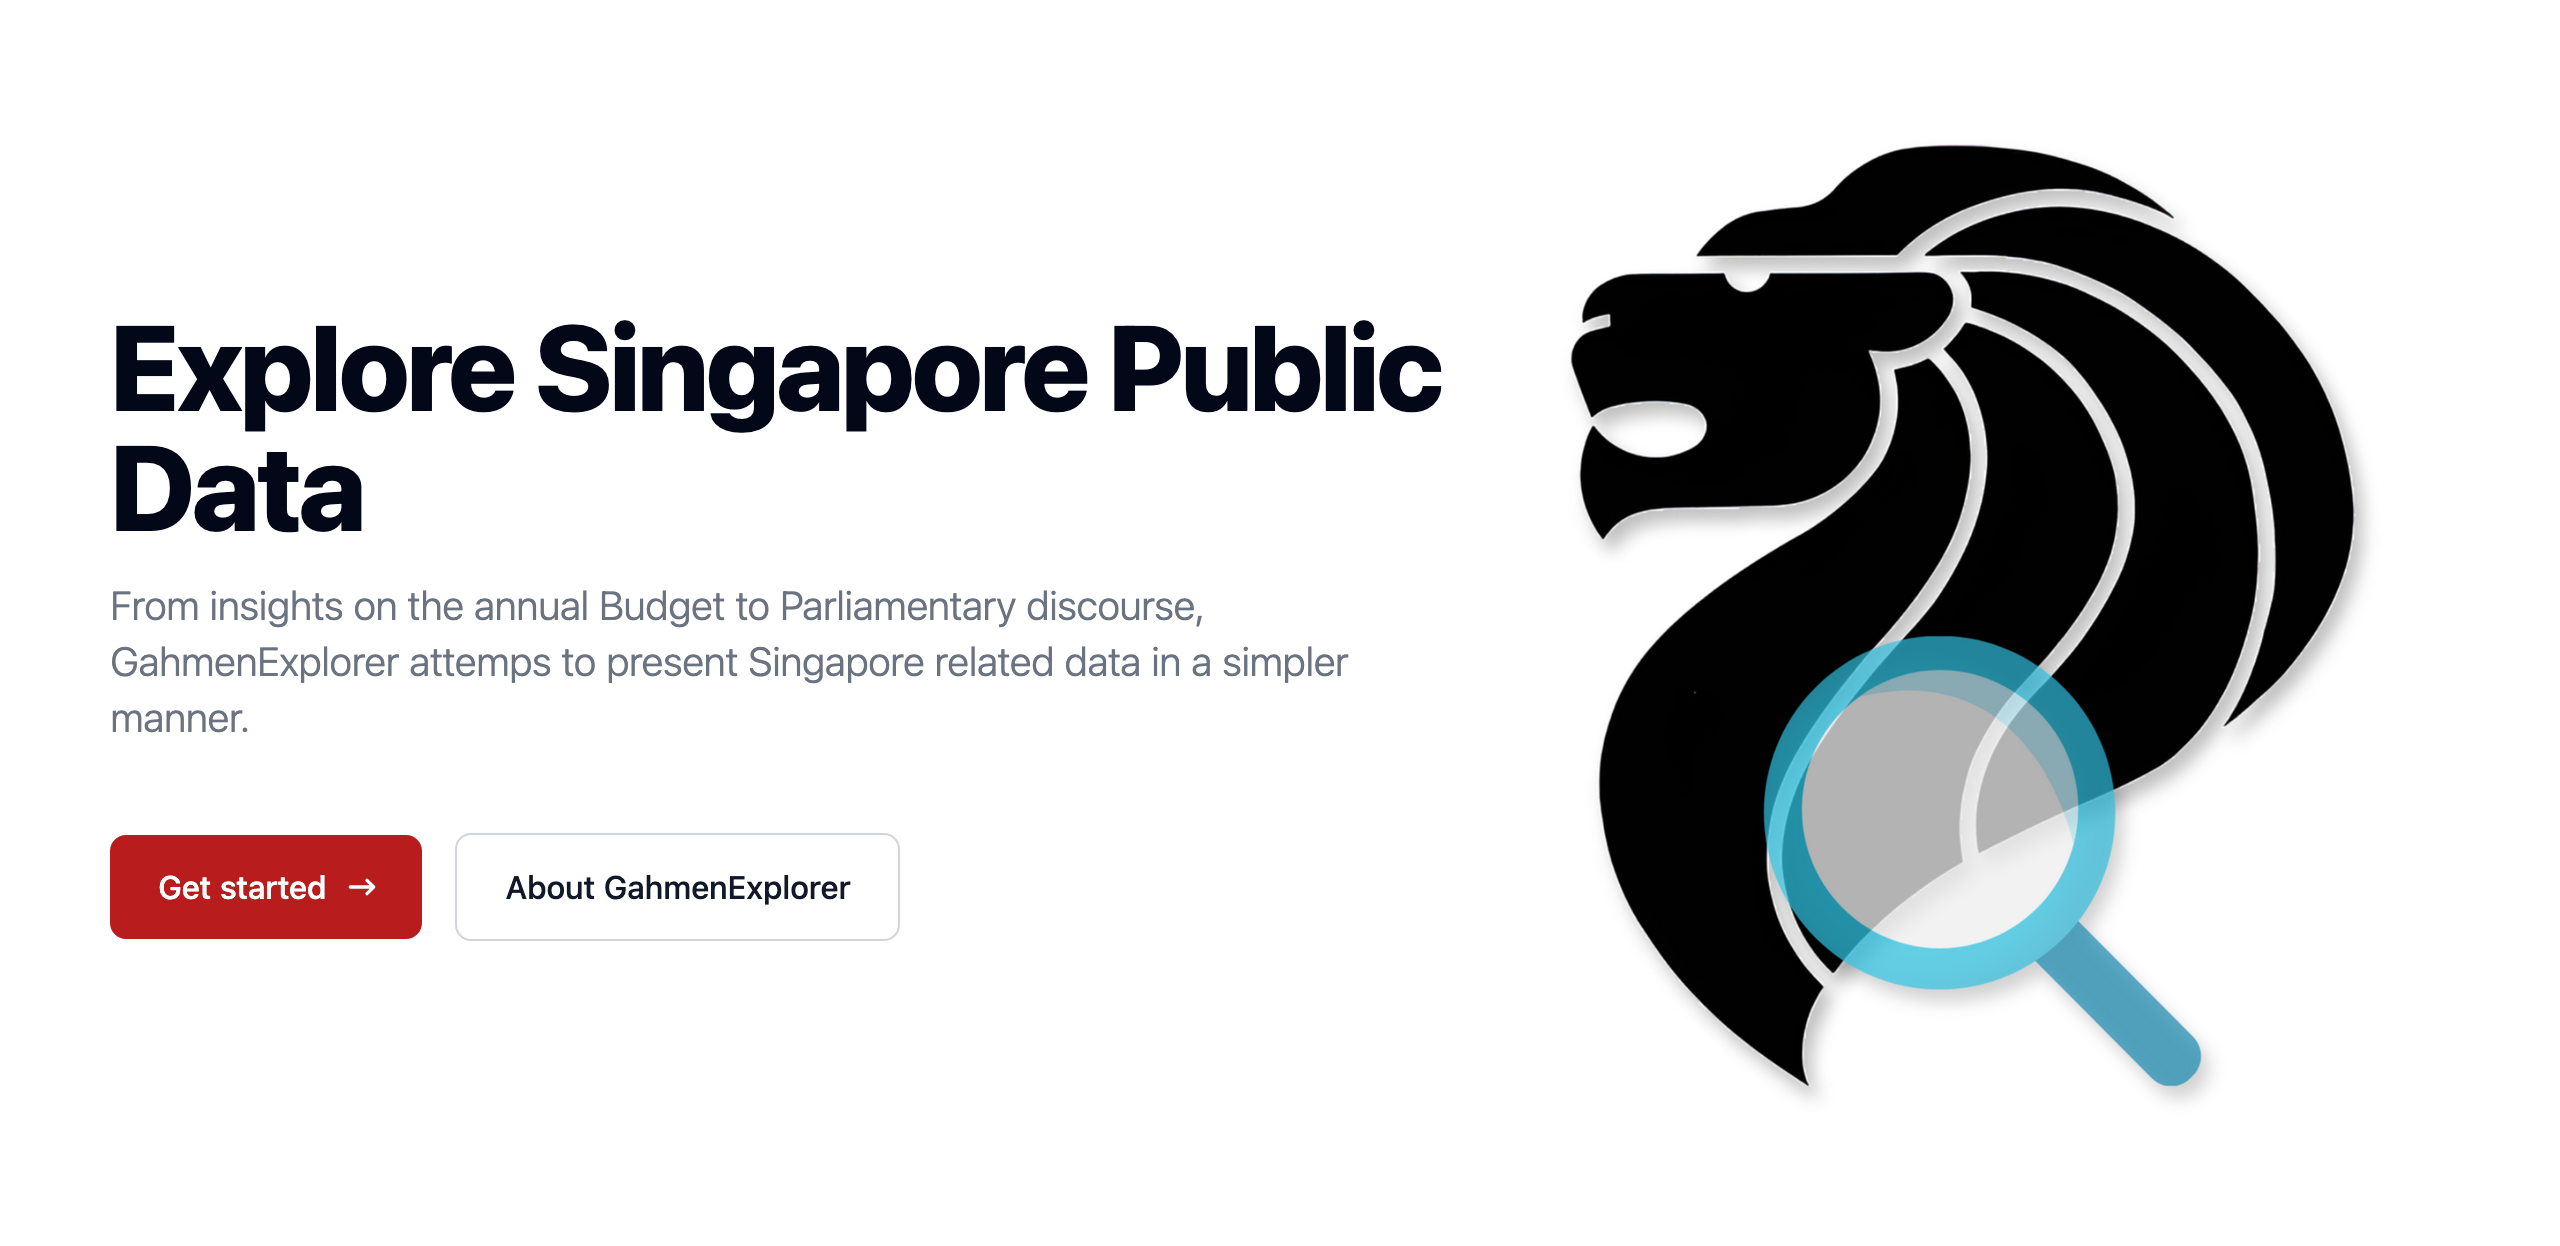 Explore Singapore Public
Data
From insights on the annual Budget to Parliamentary discourse,
GahmenExplorer attemps to present Singapore related data in a simpler
manner.
Get started →
About GahmenExplorer